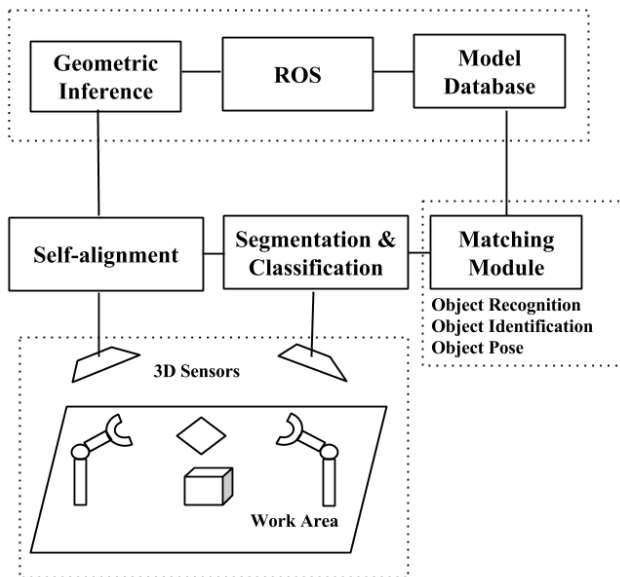 Geometric
Inference
ROS
Model
Database
Self-alignment
Segmentation &
Classification
Matching
Module
Object Recognition
Object Identification
Object Pose
3D Sensors
Work Area